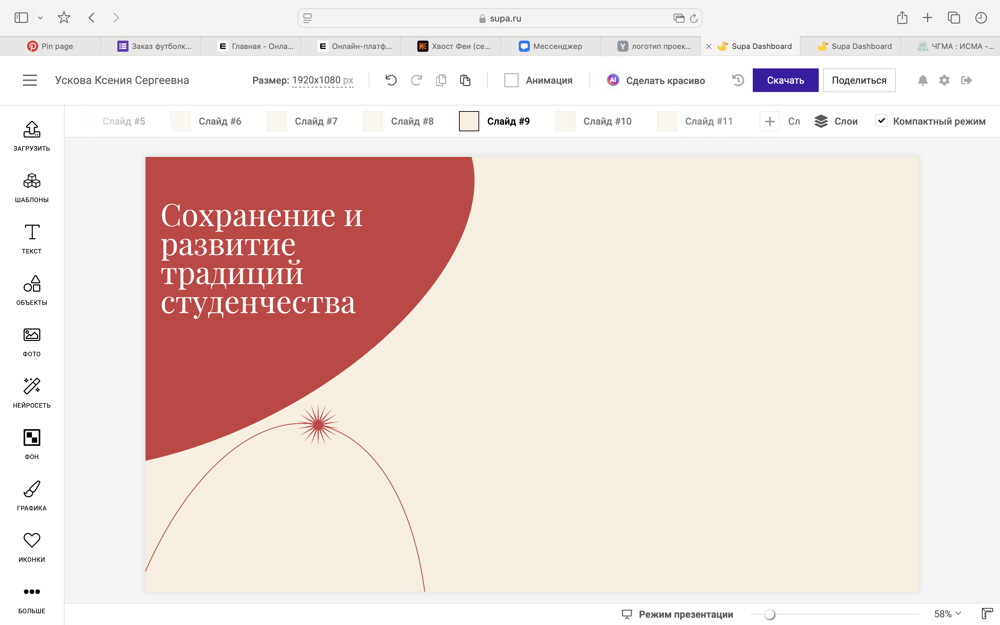 supa.ru
Pin page
Заказ футболк...
Главная - Онла...
Онлайн-платф...
Хвост Феи (се...
Мессенджер
логотип проек...
Supa Dashboard
Supa Dashboard
ЧГМА
ЧГМА : ИСМА -...
Ускова Ксения Сергеевна
Размер: 1920x1080 px
Анимация
AI
Сделать красиво
Скачать
Поделиться
Слайд #5
Слайд #6
Слайд #7
Слайд #8
Слайд #9
Слайд #10
Слайд #11
Сл
Слои
Компактный режим
ЗАГРУЗИТЬ
ШАБЛОНЫ
ТЕКСТ
ОБЪЕКТЫ
ФОТО
НЕЙРОСЕТЬ
ФОН
ГРАФИКА
ИКОНКИ
БОЛЬШЕ
Сохранение и
развитие
традиций
студенчества
Режим презентации
58%